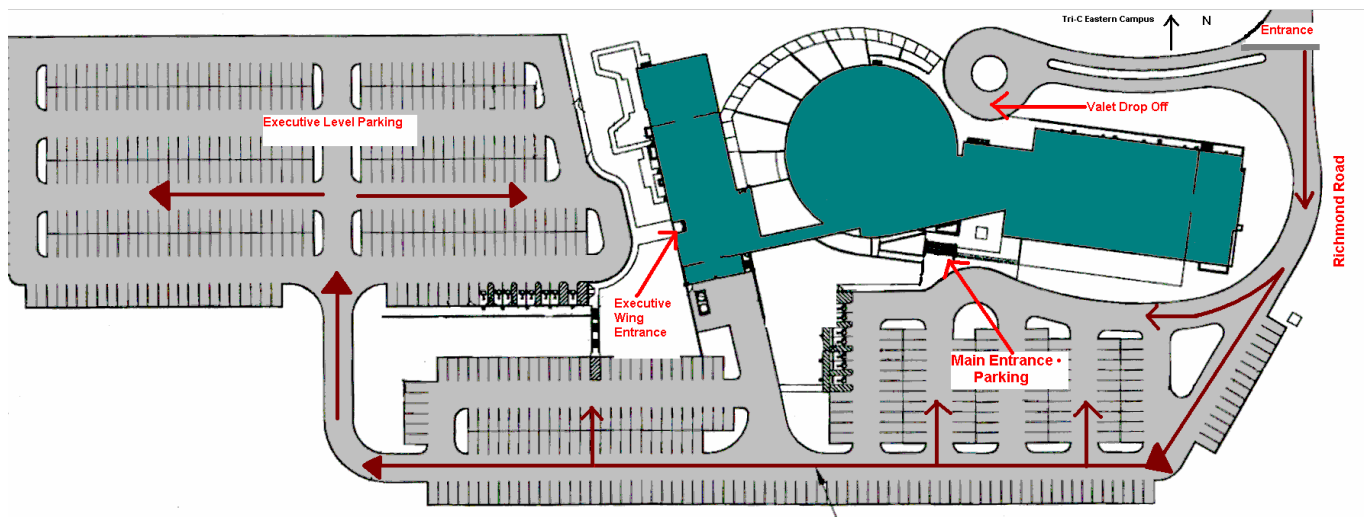 Tri-C Eastern Campus
N
Entrance
Valet Drop Off
Executive Level Parking
Richmond Road
Executive
Wing
Entrance
Main Entrance •
Parking